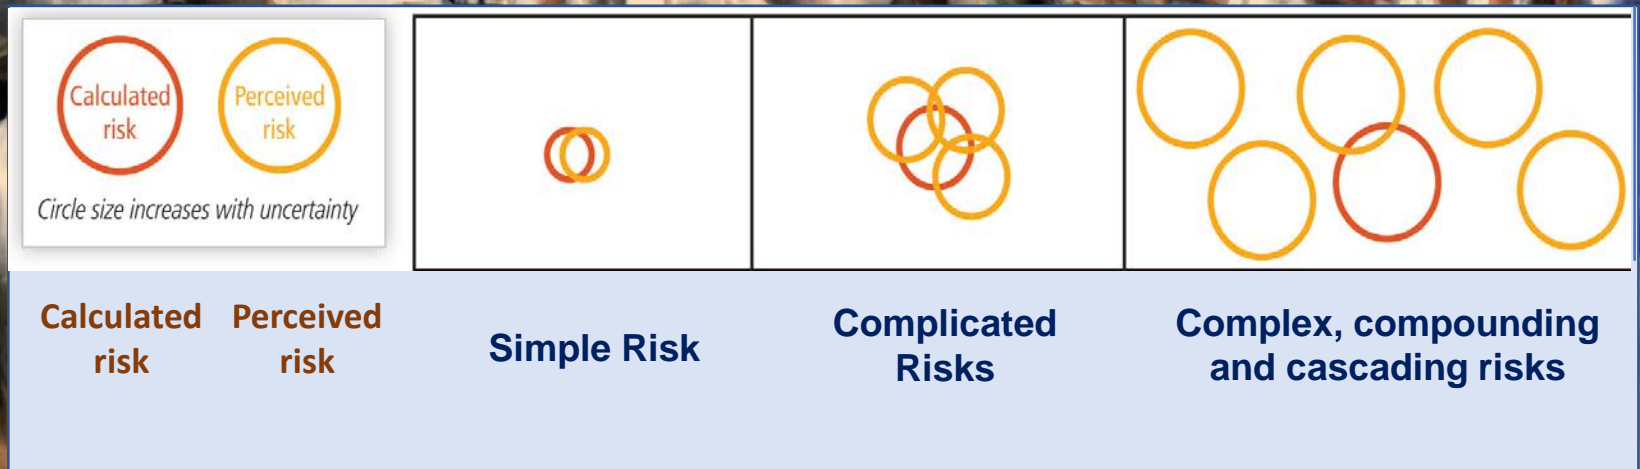 Calculated
risk
Perceived
risk
Circle size increases with uncertainty
Calculated
risk
Perceived
risk
Simple Risk
Complicated
Risks
Complex, compounding
and cascading risks